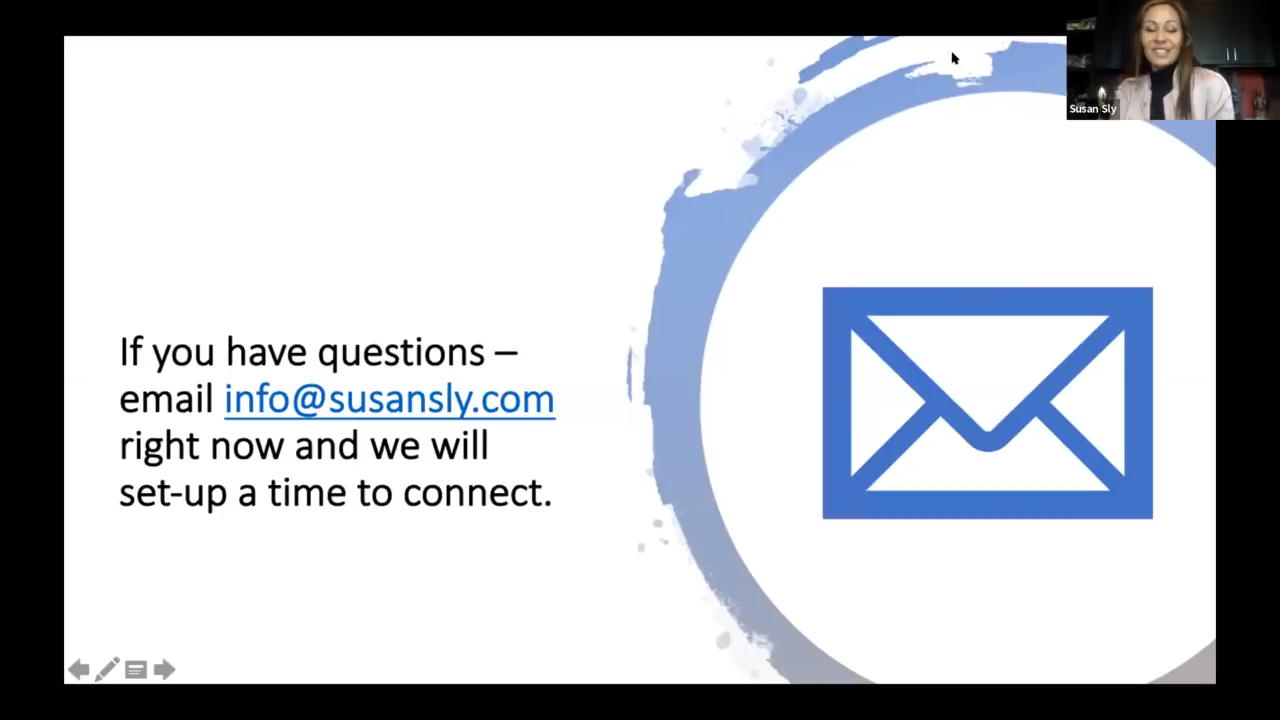 Susan Sly
If you have questions –
email info@susansly.com
right now and we will
set-up a time to connect.